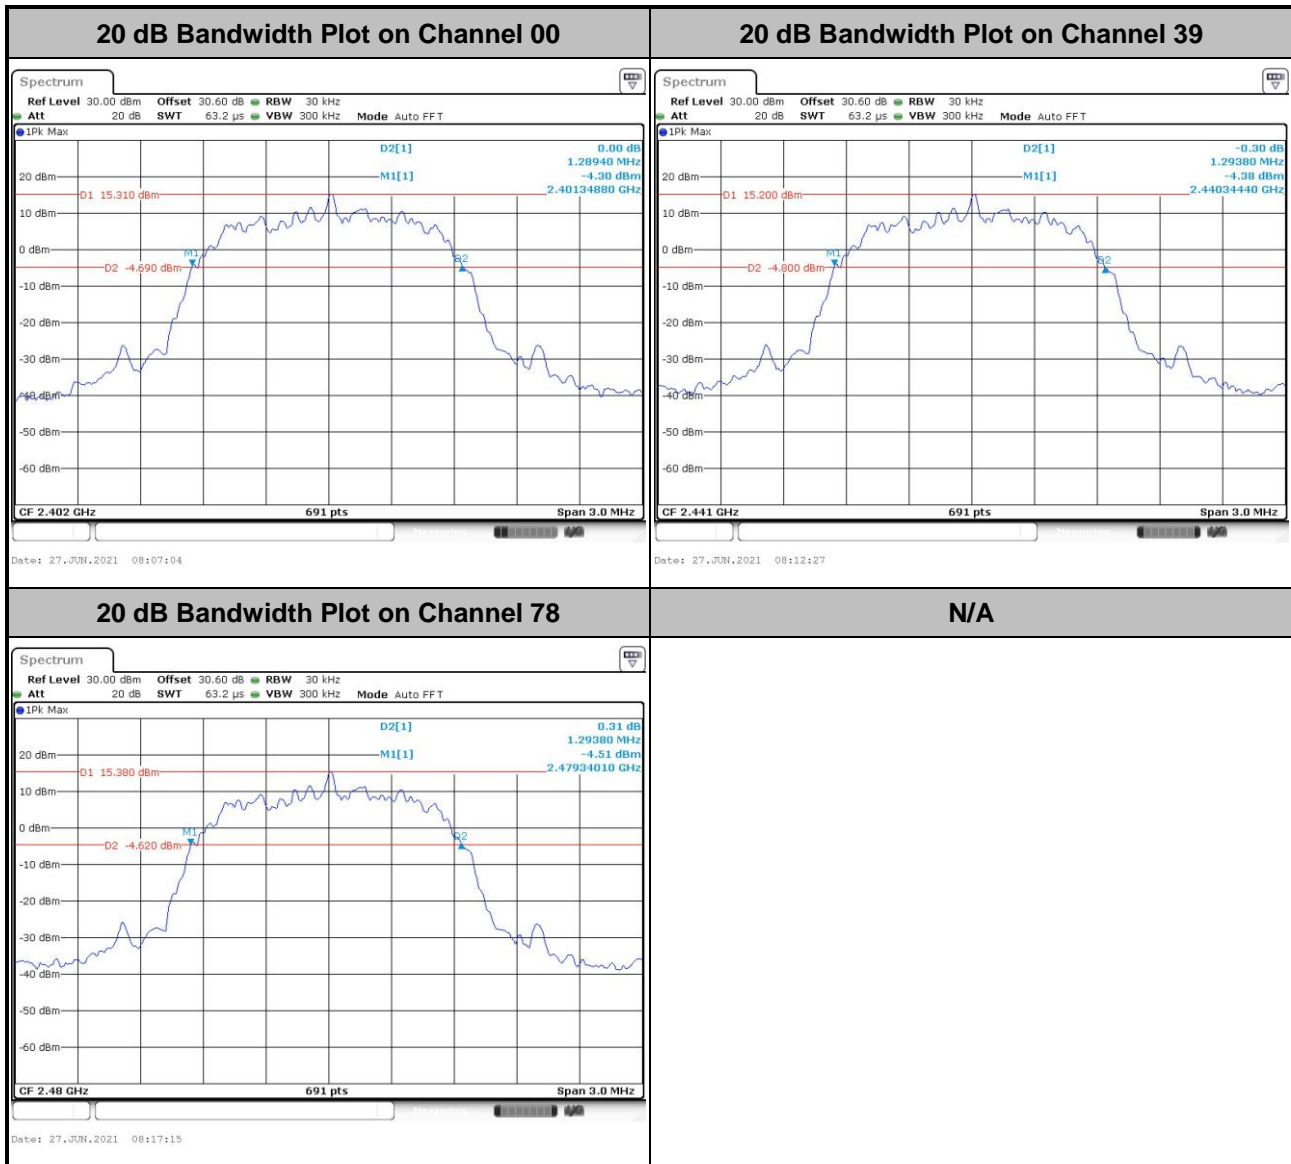 20 dB Bandwidth Plot on Channel 00
Spectrum
Ref Level 30.00 dBm Offset 30.60 dB RBW 30 kHz
Att 20 dB SWT 63.2 µs VBW 300 kHz Mode Auto FFT
1Pk Max
D2[1] 0.00 dB
1.28940 MHz
M1[1] -4.30 dBm
2.40134880 GHz
20 dBm
D1 15.310 dBm
10 dBm
0 dBm
M1
D2
D2 -4.690 dBm
-10 dBm
-20 dBm
-30 dBm
-40 dBm
-50 dBm
-60 dBm
CF 2.402 GHz 691 pts Span 3.0 MHz
Date: 27.JUN.2021 08:07:04
20 dB Bandwidth Plot on Channel 39
Spectrum
Ref Level 30.00 dBm Offset 30.60 dB RBW 30 kHz
Att 20 dB SWT 63.2 µs VBW 300 kHz Mode Auto FFT
1Pk Max
D2[1] -0.30 dB
1.29380 MHz
M1[1] -4.38 dBm
2.44034440 GHz
20 dBm
D1 15.200 dBm
10 dBm
0 dBm
M1
D2
D2 -4.800 dBm
-10 dBm
-20 dBm
-30 dBm
-40 dBm
-50 dBm
-60 dBm
CF 2.441 GHz 691 pts Span 3.0 MHz
Date: 27.JUN.2021 08:12:27
20 dB Bandwidth Plot on Channel 78
Spectrum
Ref Level 30.00 dBm Offset 30.60 dB RBW 30 kHz
Att 20 dB SWT 63.2 µs VBW 300 kHz Mode Auto FFT
1Pk Max
D2[1] 0.31 dB
1.29380 MHz
M1[1] -4.51 dBm
2.47934010 GHz
20 dBm
D1 15.380 dBm
10 dBm
0 dBm
M1
D2
D2 -4.620 dBm
-10 dBm
-20 dBm
-30 dBm
-40 dBm
-50 dBm
-60 dBm
CF 2.48 GHz 691 pts Span 3.0 MHz
Date: 27.JUN.2021 08:17:15
N/A